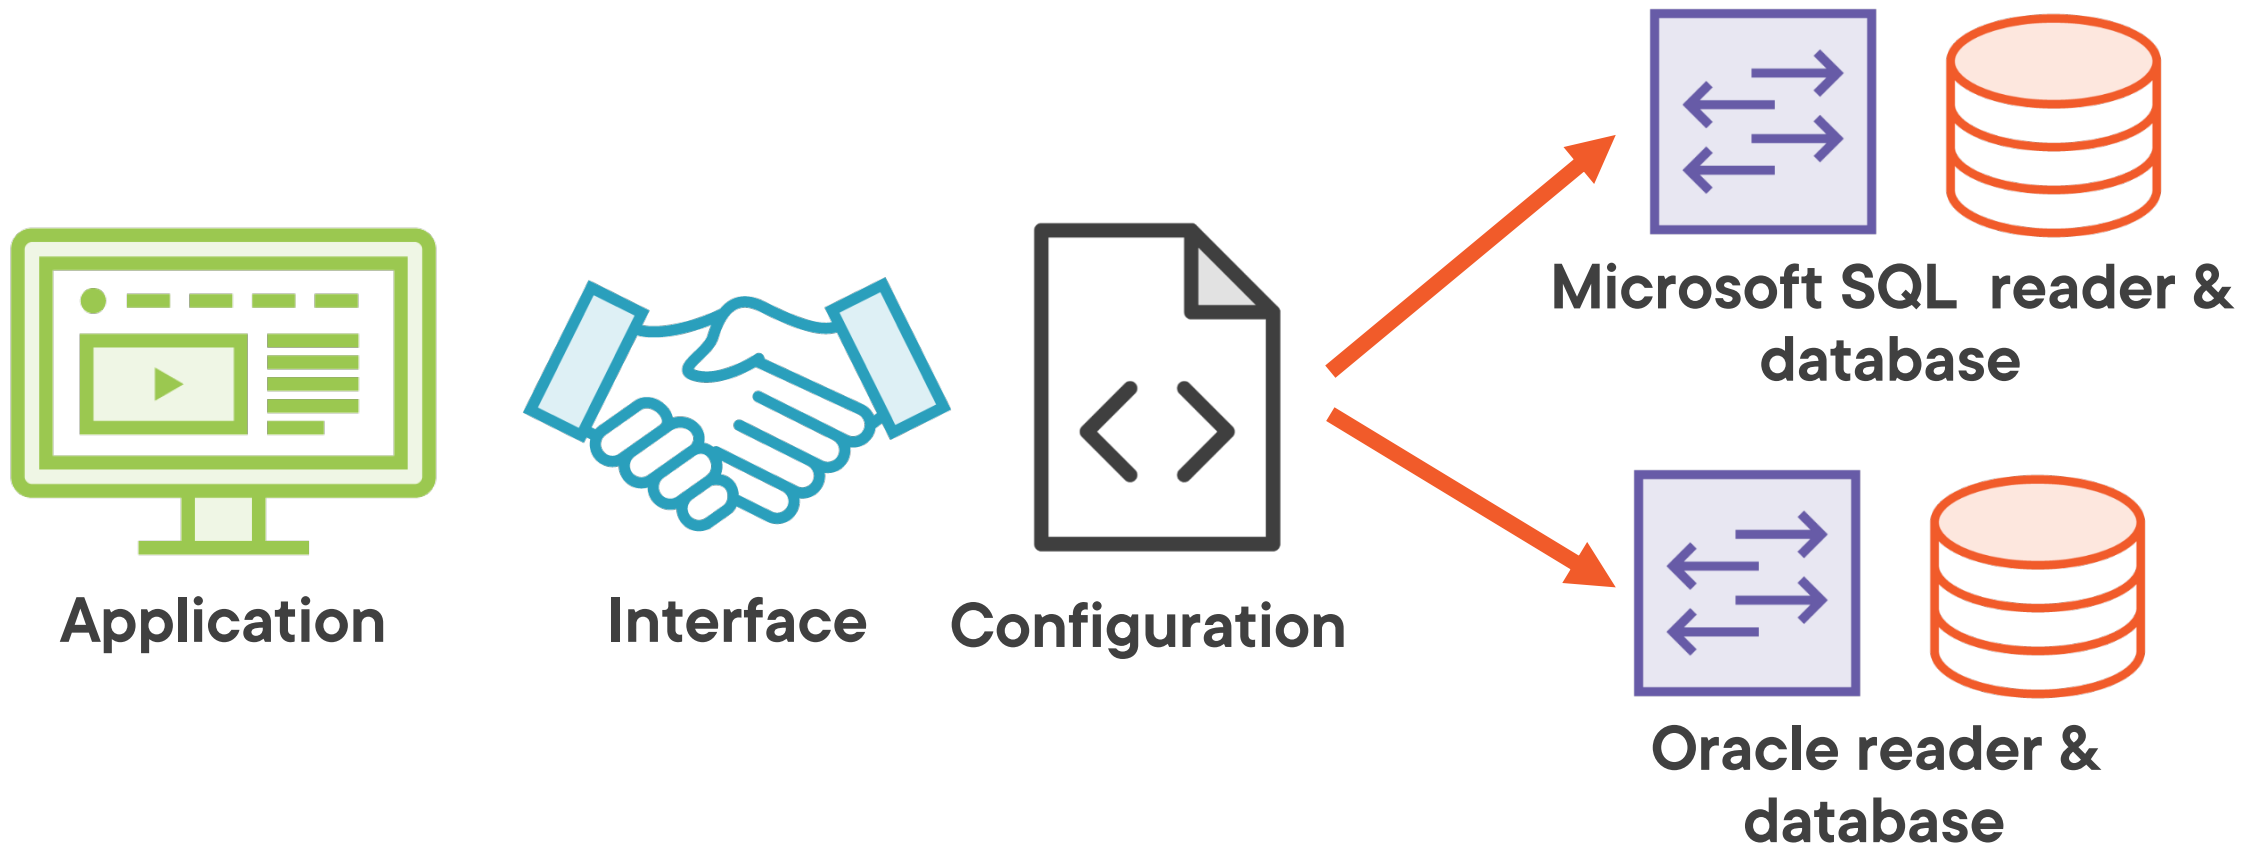 Application
Interface
Configuration
Microsoft SQL  reader &
database
Oracle reader &
database